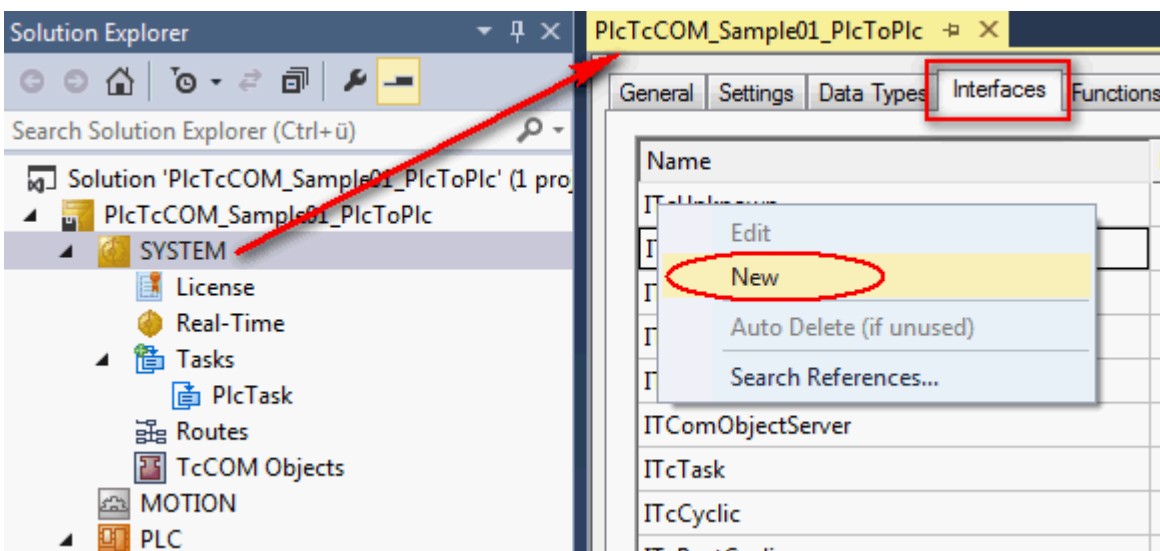 Solution Explorer
Search Solution Explorer (Ctrl+ü)
Solution 'PlcTcCOM_Sample01_PlcToPlc' (1 pro
PlcTcCOM_Sample01_PlcToPlc
SYSTEM
License
Real-Time
Tasks
PlcTask
Routes
TcCOM Objects
MOTION
PLC
PlcTcCOM_Sample01_PlcToPlc
General Settings Data Types Interfaces Functions
Name
ITcUnknown
Edit
New
Auto Delete (if unused)
Search References...
ITComObjectServer
ITcTask
ITcCyclic